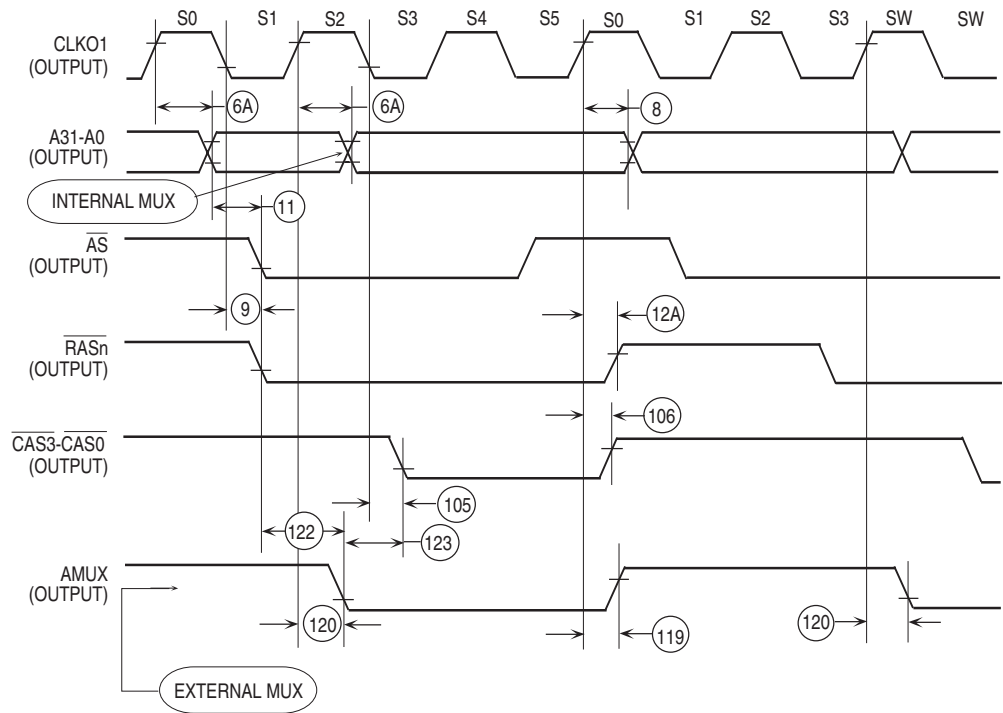 S0 S1 S2 S3 S4 S5 S0 S1 S2 S3 SW SW
CLKO1
(OUTPUT)
6A 6A 8
A31-A0
(OUTPUT)
INTERNAL MUX
11
AS
(OUTPUT)
9
12A
RASn
(OUTPUT)
106
CAS3-CAS0
(OUTPUT)
105
122
123
AMUX
(OUTPUT)
120
119
120
EXTERNAL MUX